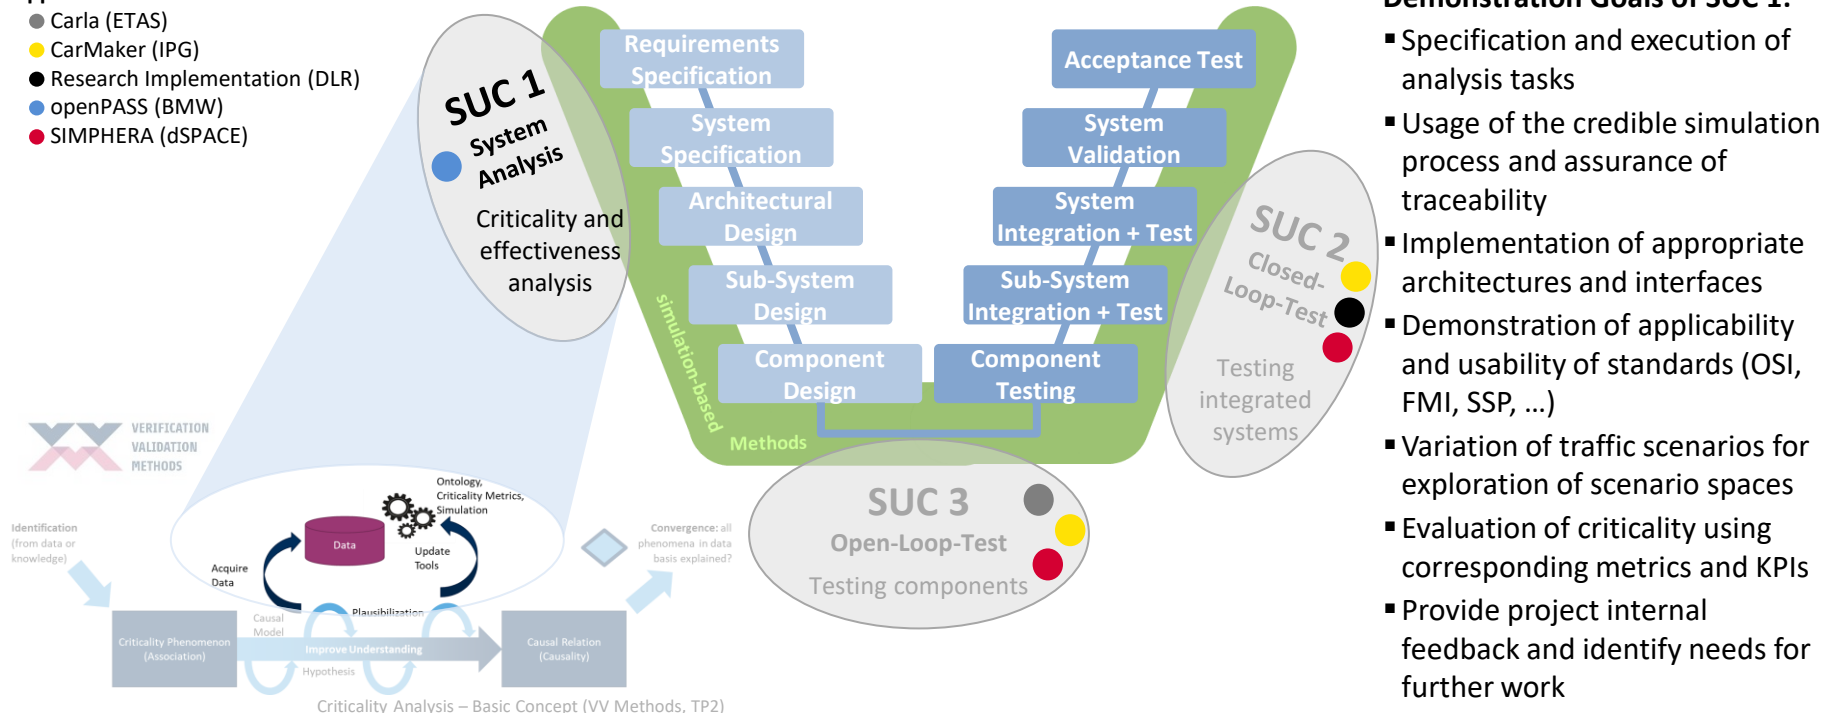 Carla (ETAS)
CarMaker (IPG)
Research Implementation (DLR)
openPASS (BMW)
SIMPHERA (dSPACE)
SUC 1
System
Analysis
Criticality and
effectiveness
analysis
Requirements
Specification
System
Specification
Architectural
Design
Sub-System
Design
Component
Design
Acceptance Test
System
Validation
System
Integration + Test
Sub-System
Integration + Test
Component
Testing
simulation-based
Methods
SUC 2
Closed-
Loop-Test
Testing
integrated
systems
SUC 3
Open-Loop-Test
Testing components
VERIFICATION
VALIDATION
METHODS
Identification
(from data or
knowledge)
Ontology,
Criticality Metrics,
Simulation
Data
Acquire
Data
Update
Tools
Convergence: all
phenomena in data
basis explained?
Causal
Model
Plausibilization
Criticality Phenomenon
(Association)
Improve Understanding
Hypothesis
Causal Relation
(Causality)
Criticality Analysis – Basic Concept (VV Methods, TP2)
Demonstration Goals of SUC 1:
▪ Specification and execution of
analysis tasks
▪ Usage of the credible simulation
process and assurance of
traceability
▪ Implementation of appropriate
architectures and interfaces
▪ Demonstration of applicability
and usability of standards (OSI,
FMI, SSP, ...)
▪ Variation of traffic scenarios for
exploration of scenario spaces
▪ Evaluation of criticality using
corresponding metrics and KPIs
▪ Provide project internal
feedback and identify needs for
further work